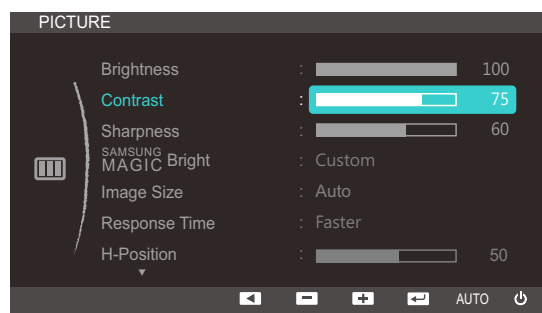 PICTURE
Brightness : 100
Contrast : 75
Sharpness : 60
SAMSUNG
MAGIC Bright : Custom
Image Size : Auto
Response Time : Faster
H-Position : 50
AUTO